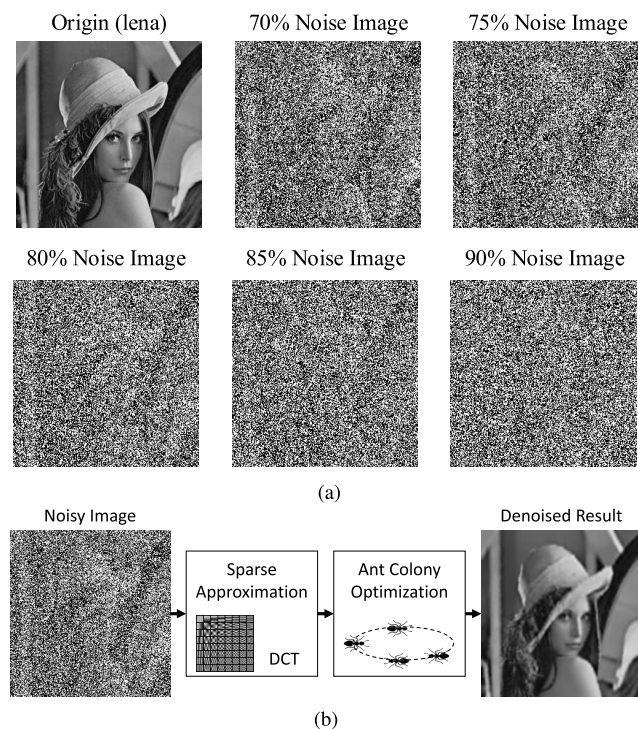 Origin (lena)
70% Noise Image
75% Noise Image
80% Noise Image
85% Noise Image
90% Noise Image
(a)
Noisy Image
Denoised Result
Sparse
Approximation
DCT
Ant Colony
Optimization
(b)